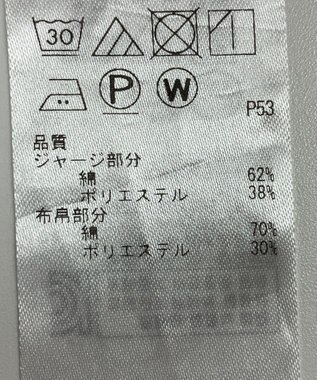 30
P W
P53
品質
ジャージ部分
綿 62%
ポリエステル 38%
布帛部分
綿 70%
ポリエステル 30%